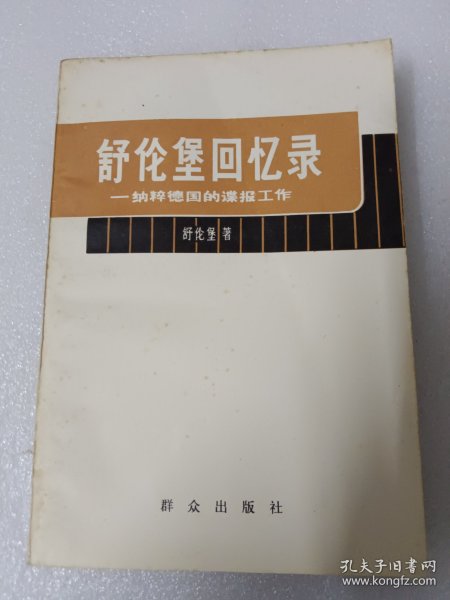 舒伦堡回忆录
—纳粹德国的谍报工作
舒伦堡著
群众出版社
孔夫子旧书网
www.kongfz.com